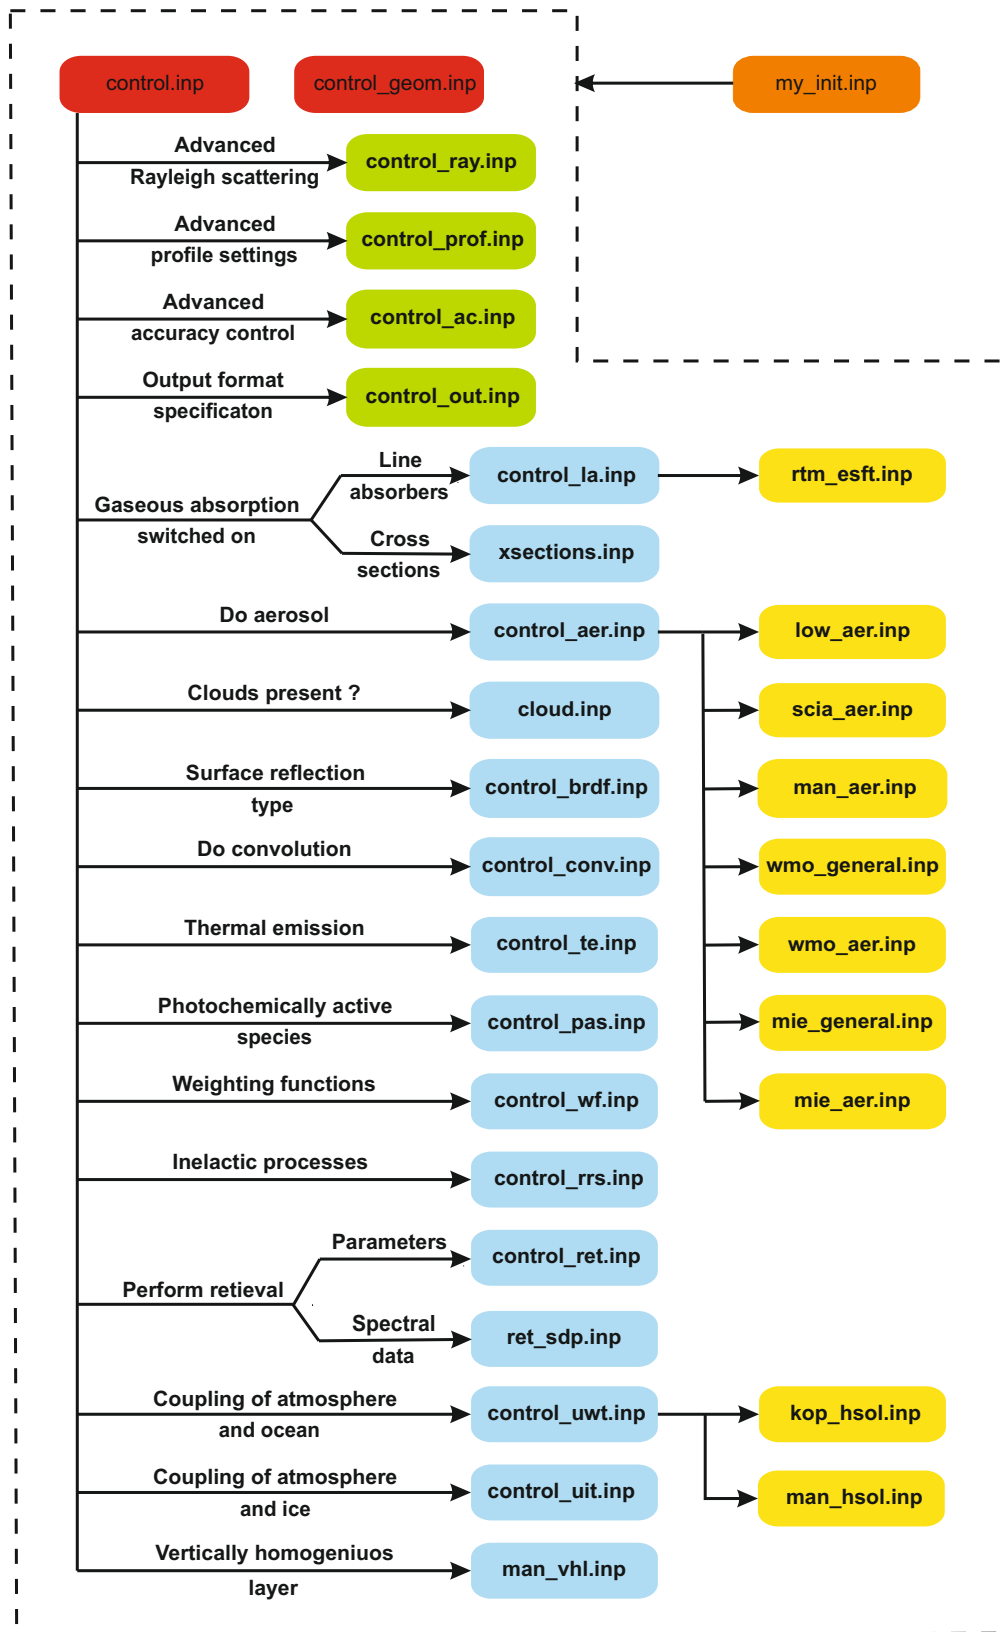 control.inp
control_geom.inp
my_init.inp
Advanced
Rayleigh scattering
control_ray.inp
Advanced
profile settings
control_prof.inp
Advanced
accuracy control
control_ac.inp
Output format
specificaton
control_out.inp
Gaseous absorption
switched on
Line
absorbers
control_la.inp
rtm_esft.inp
Cross
sections
xsections.inp
Do aerosol
control_aer.inp
low_aer.inp
scia_aer.inp
man_aer.inp
wmo_general.inp
wmo_aer.inp
mie_general.inp
mie_aer.inp
Clouds present ?
cloud.inp
Surface reflection
type
control_brdf.inp
Do convolution
control_conv.inp
Thermal emission
control_te.inp
Photochemically active
species
control_pas.inp
Weighting functions
control_wf.inp
Inelactic processes
control_rrs.inp
Perform retieval
Parameters
control_ret.inp
Spectral
data
ret_sdp.inp
Coupling of atmosphere
and ocean
control_uwt.inp
kop_hsol.inp
man_hsol.inp
Coupling of atmosphere
and ice
control_uit.inp
Vertically homogeniuos
layer
man_vhl.inp